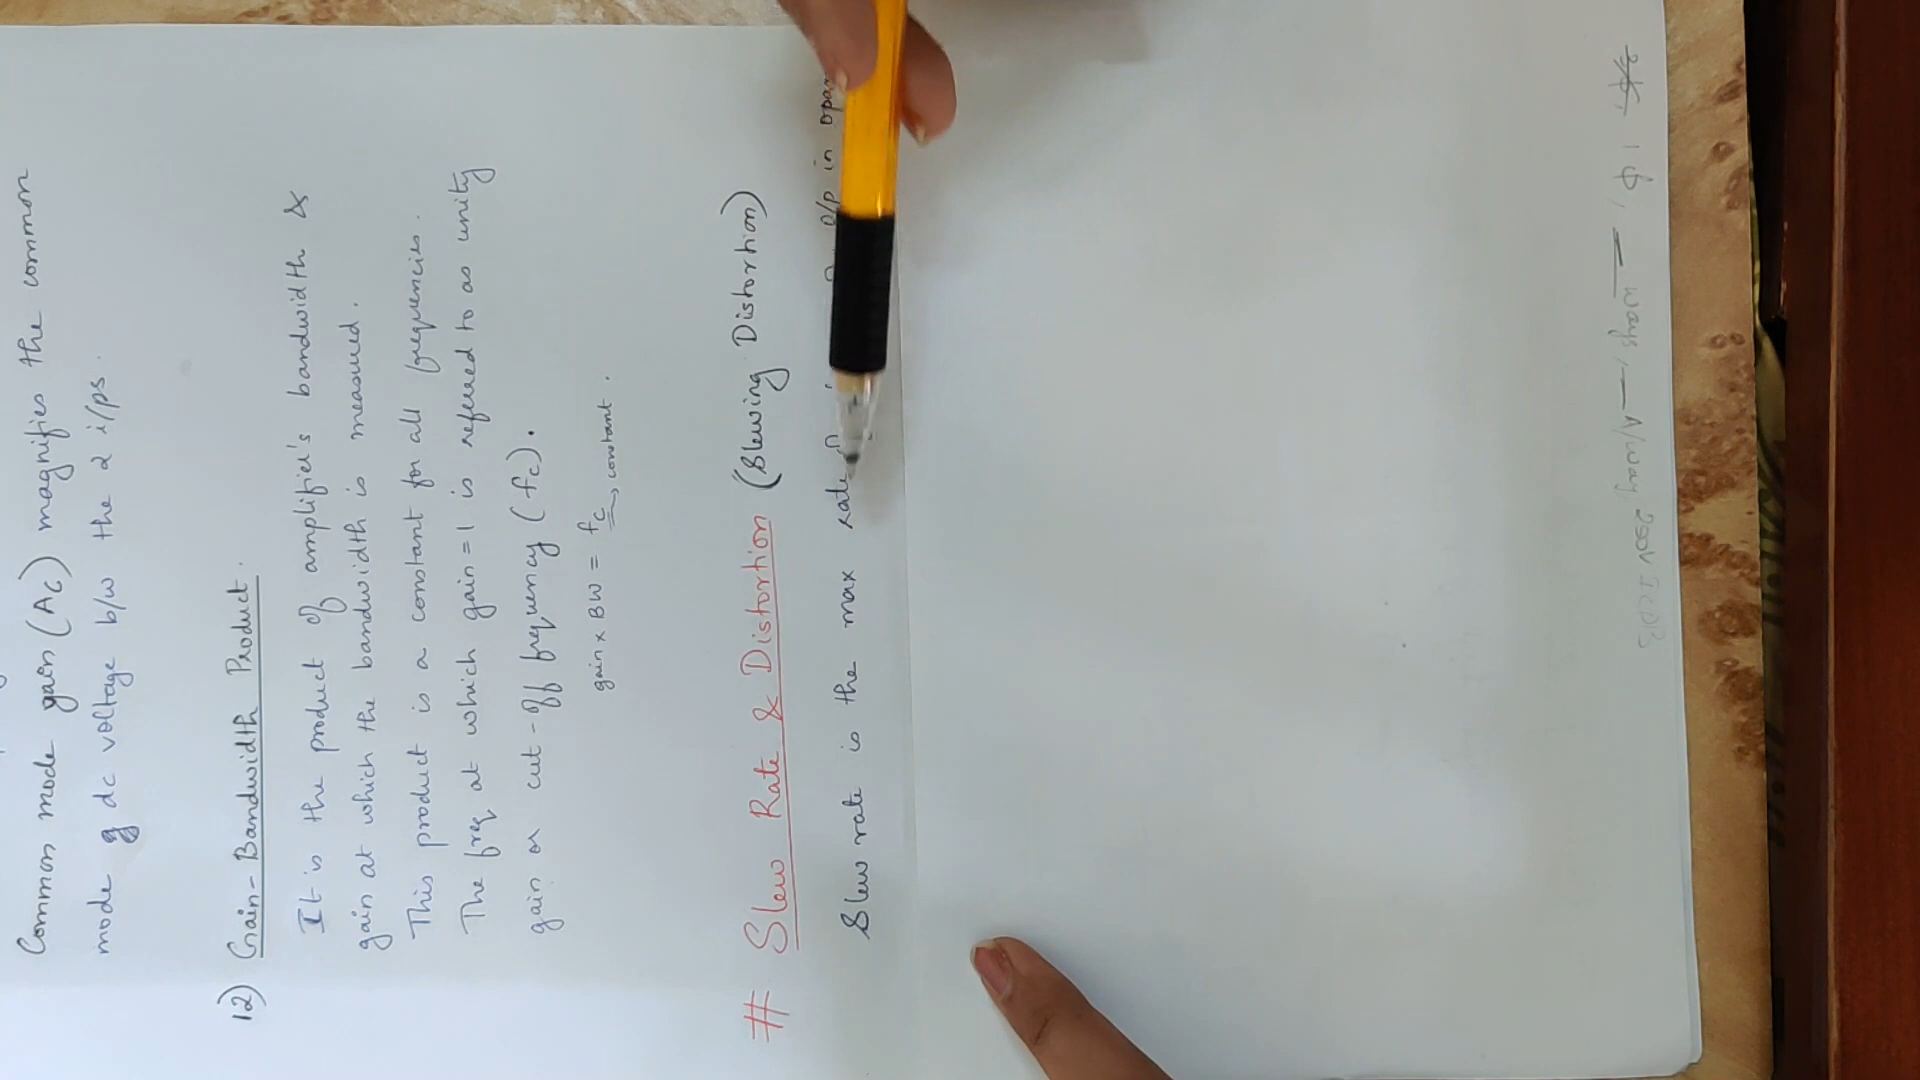 Common mode gain (Ac) magnifies the common
mode g dc voltage b/w the 2 i/ps.
12) Gain-Bandwidth Product.
It is the product of amplifier's bandwidth &
gain at which the bandwidth is measured.
This product is a constant for all frequencies.
The freq at which gain = 1 is referred to as unity
gain or cut-off frequency (fc).
gain x BW = fc → constant.
# Slew Rate & Distortion (Slewing Distortion)
Slew rate is the max rate o/p in
1 φ, ways,